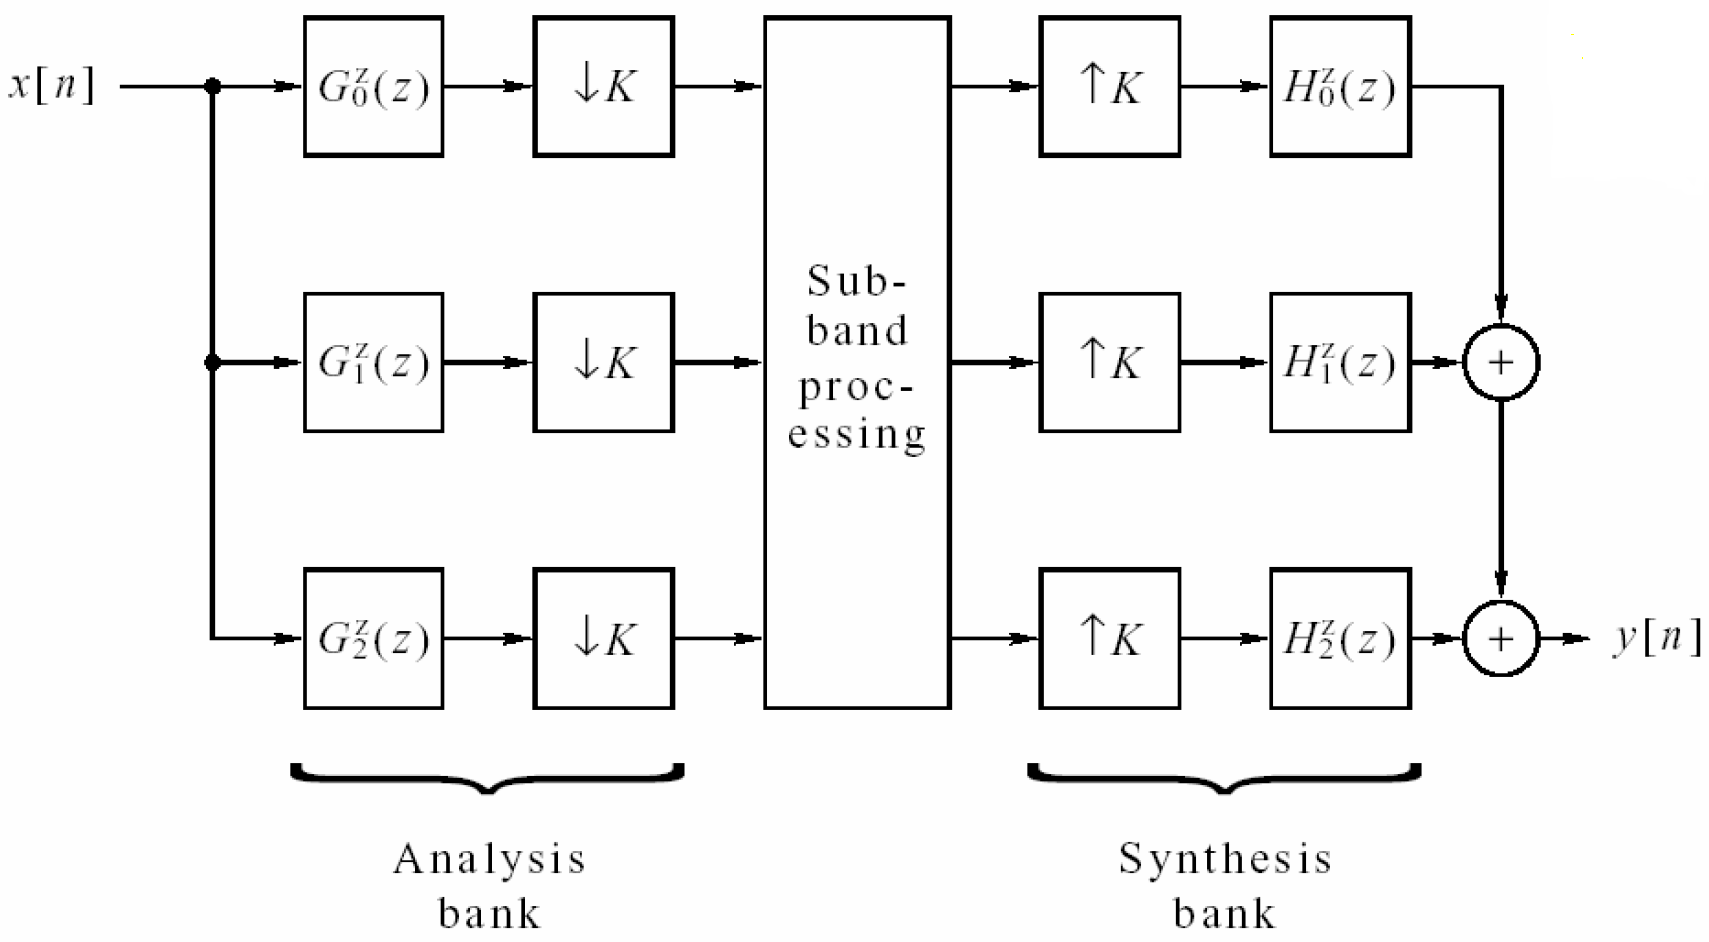 x[n]
G₀ᶻ(z)
↓K
↑K
H₀ᶻ(z)
G₁ᶻ(z)
↓K
Sub-
band
proc-
essing
↑K
H₁ᶻ(z)
+
G₂ᶻ(z)
↓K
↑K
H₂ᶻ(z)
+
y[n]
Analysis
bank
Synthesis
bank